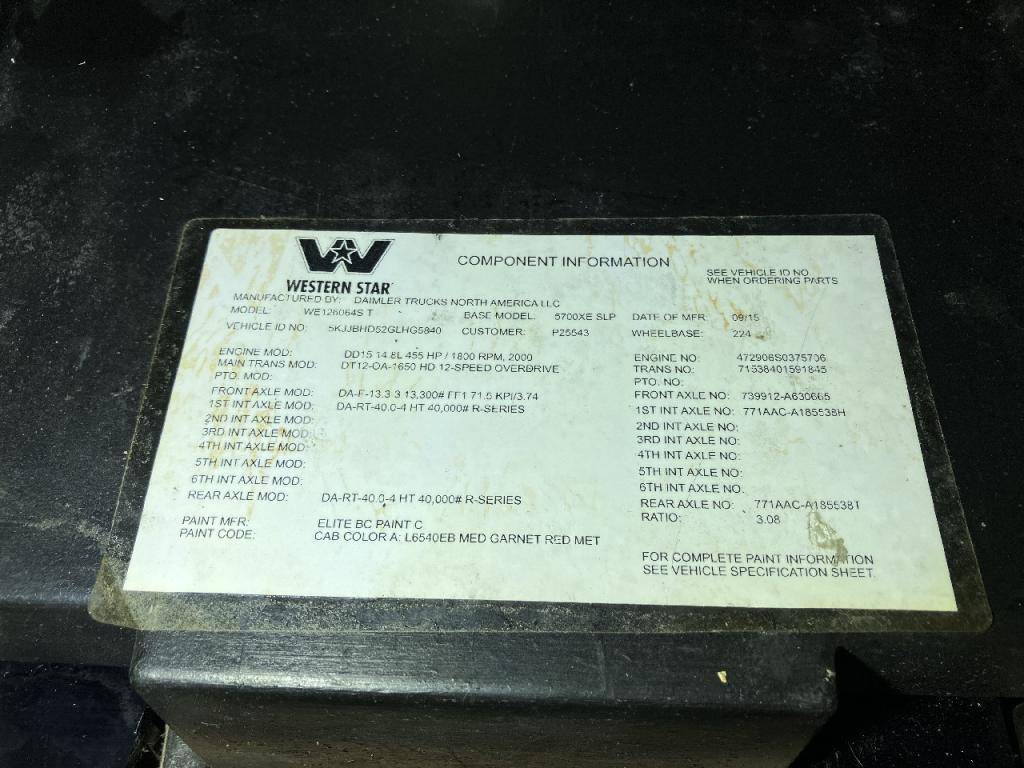 WESTERN STAR
COMPONENT INFORMATION
SEE VEHICLE ID NO
WHEN ORDERING PARTS
MANUFACTURED BY: DAIMLER TRUCKS NORTH AMERICA LLC
MODEL: WE126064S T BASE MODEL: 5700XE SLP DATE OF MFR: 09/15
VEHICLE ID NO: 5KJJBHD52GLHG5840 CUSTOMER: P25543 WHEELBASE: 224
ENGINE MOD: DD15 14.8L 455 HP / 1800 RPM, 2000 ENGINE NO: 472906S0375706
MAIN TRANS MOD: DT12-OA-1650 HD 12-SPEED OVERDRIVE TRANS NO: 71538401591845
PTO. MOD: PTO. NO:
FRONT AXLE MOD: DA-F-13.3 3 13,300# FF1 71.5 KPI/3.74 FRONT AXLE NO: 739912-A630665
1ST INT AXLE MOD: DA-RT-40.0-4 HT 40,000# R-SERIES 1ST INT AXLE NO: 771AAC-A185538H
2ND INT AXLE MOD: 2ND INT AXLE NO:
3RD INT AXLE MOD: 3RD INT AXLE NO:
4TH INT AXLE MOD: 4TH INT AXLE NO:
5TH INT AXLE MOD: 5TH INT AXLE NO:
6TH INT AXLE MOD: 6TH INT AXLE NO:
REAR AXLE MOD: DA-RT-40.0-4 HT 40,000# R-SERIES REAR AXLE NO: 771AAC-A185538T
RATIO: 3.08
PAINT MFR: ELITE BC PAINT C
PAINT CODE: CAB COLOR A: L6540EB MED GARNET RED MET
FOR COMPLETE PAINT INFORMATION
SEE VEHICLE SPECIFICATION SHEET.